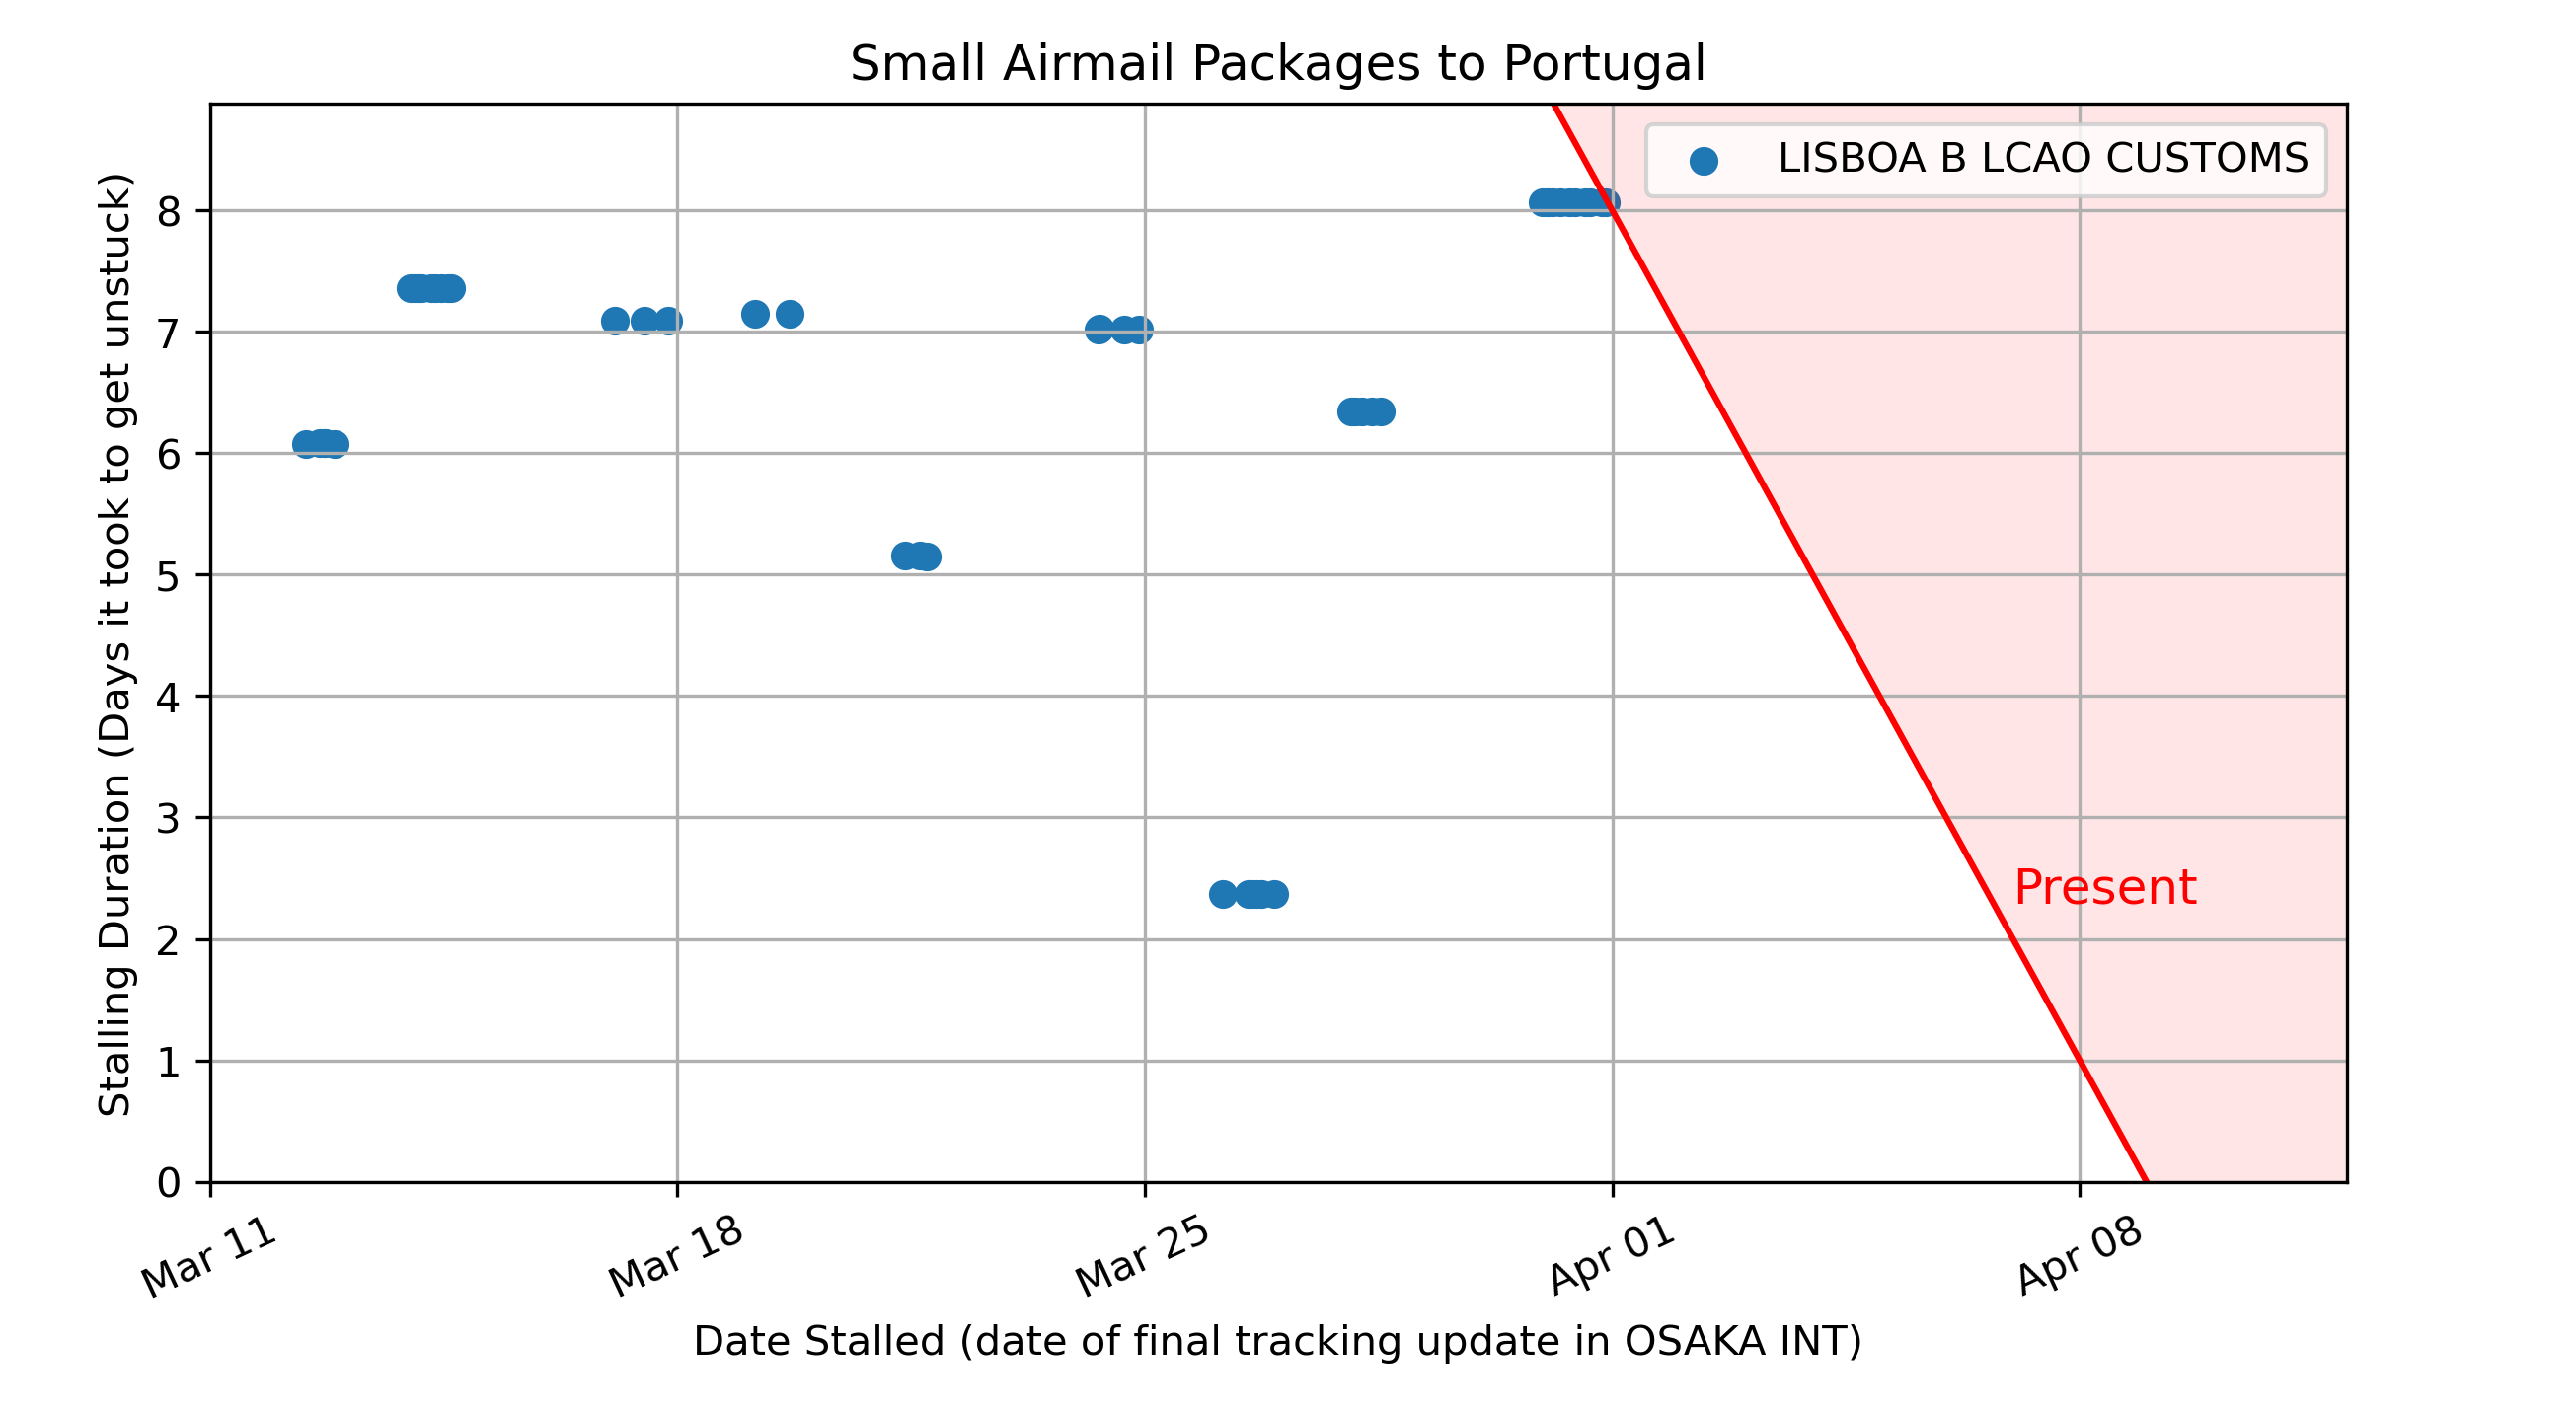 Small Airmail Packages to Portugal
LISBOA B LCAO CUSTOMS
Stalling Duration (Days it took to get unstuck)
8
7
6
5
4
3
2
1
0
Present
Mar 11
Mar 18
Mar 25
Apr 01
Apr 08
Date Stalled (date of final tracking update in OSAKA INT)